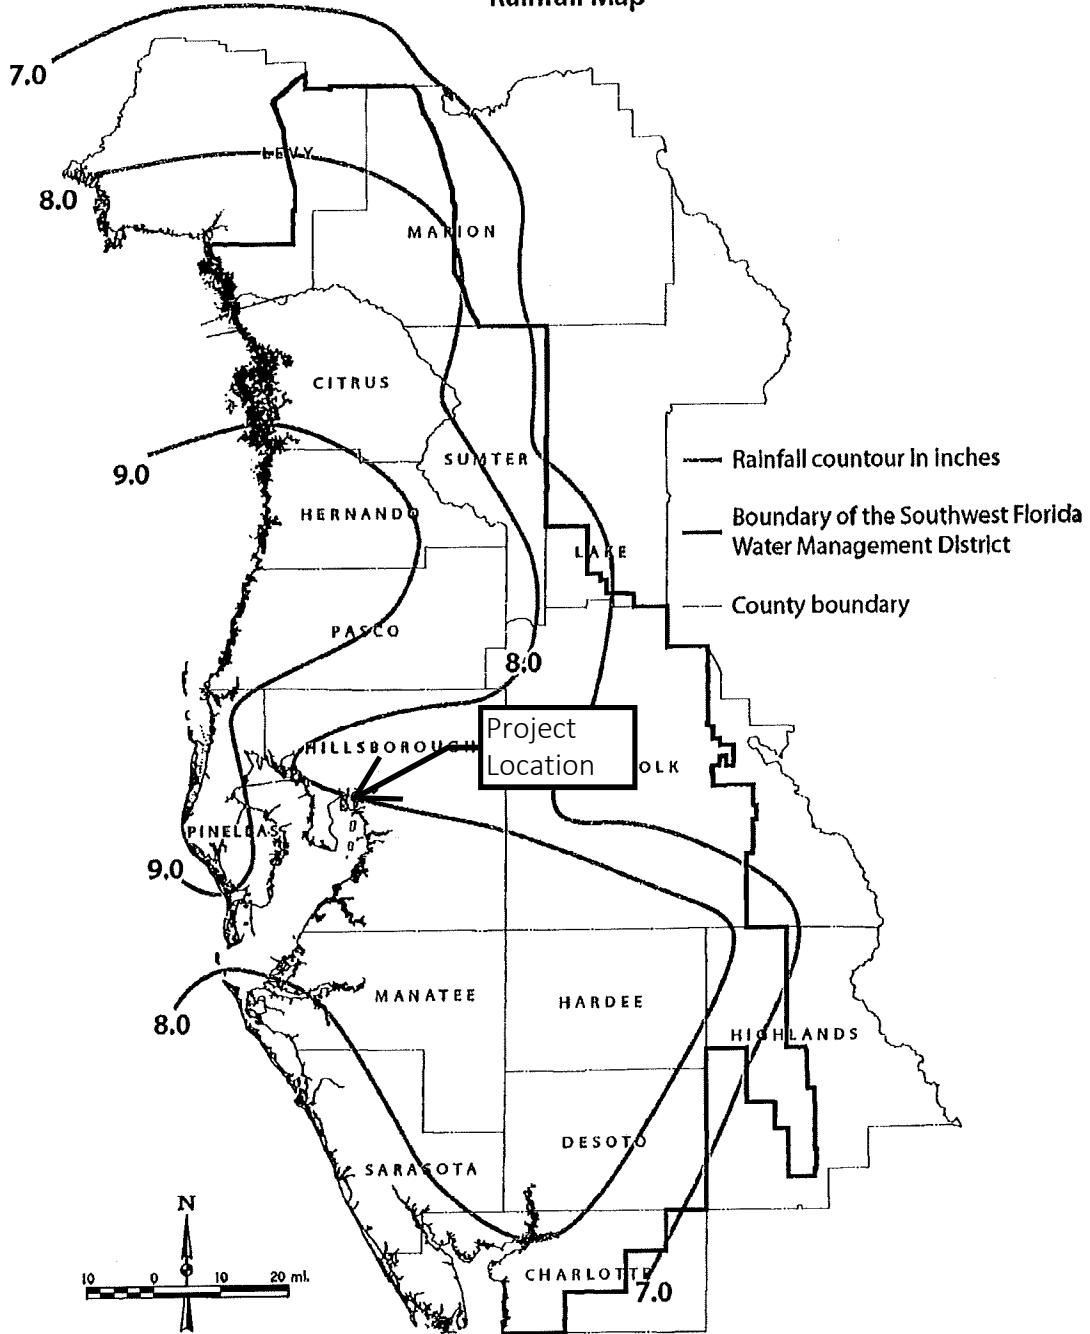 Rainfall Map
7.0
LEVY
8.0
MARION
CITRUS
9.0
SUMTER
Rainfall countour in inches
HERNANDO
Boundary of the Southwest Florida
Water Management District
LAKE
County boundary
PASCO
8.0
Project
Location
HILLSBOROUGH
OLK
PINELLAS
9.0
MANATEE
HARDEE
8.0
HIGHLANDS
DESOTO
SARASOTA
N
10 0 10 20 mi.
CHARLOTTE
7.0